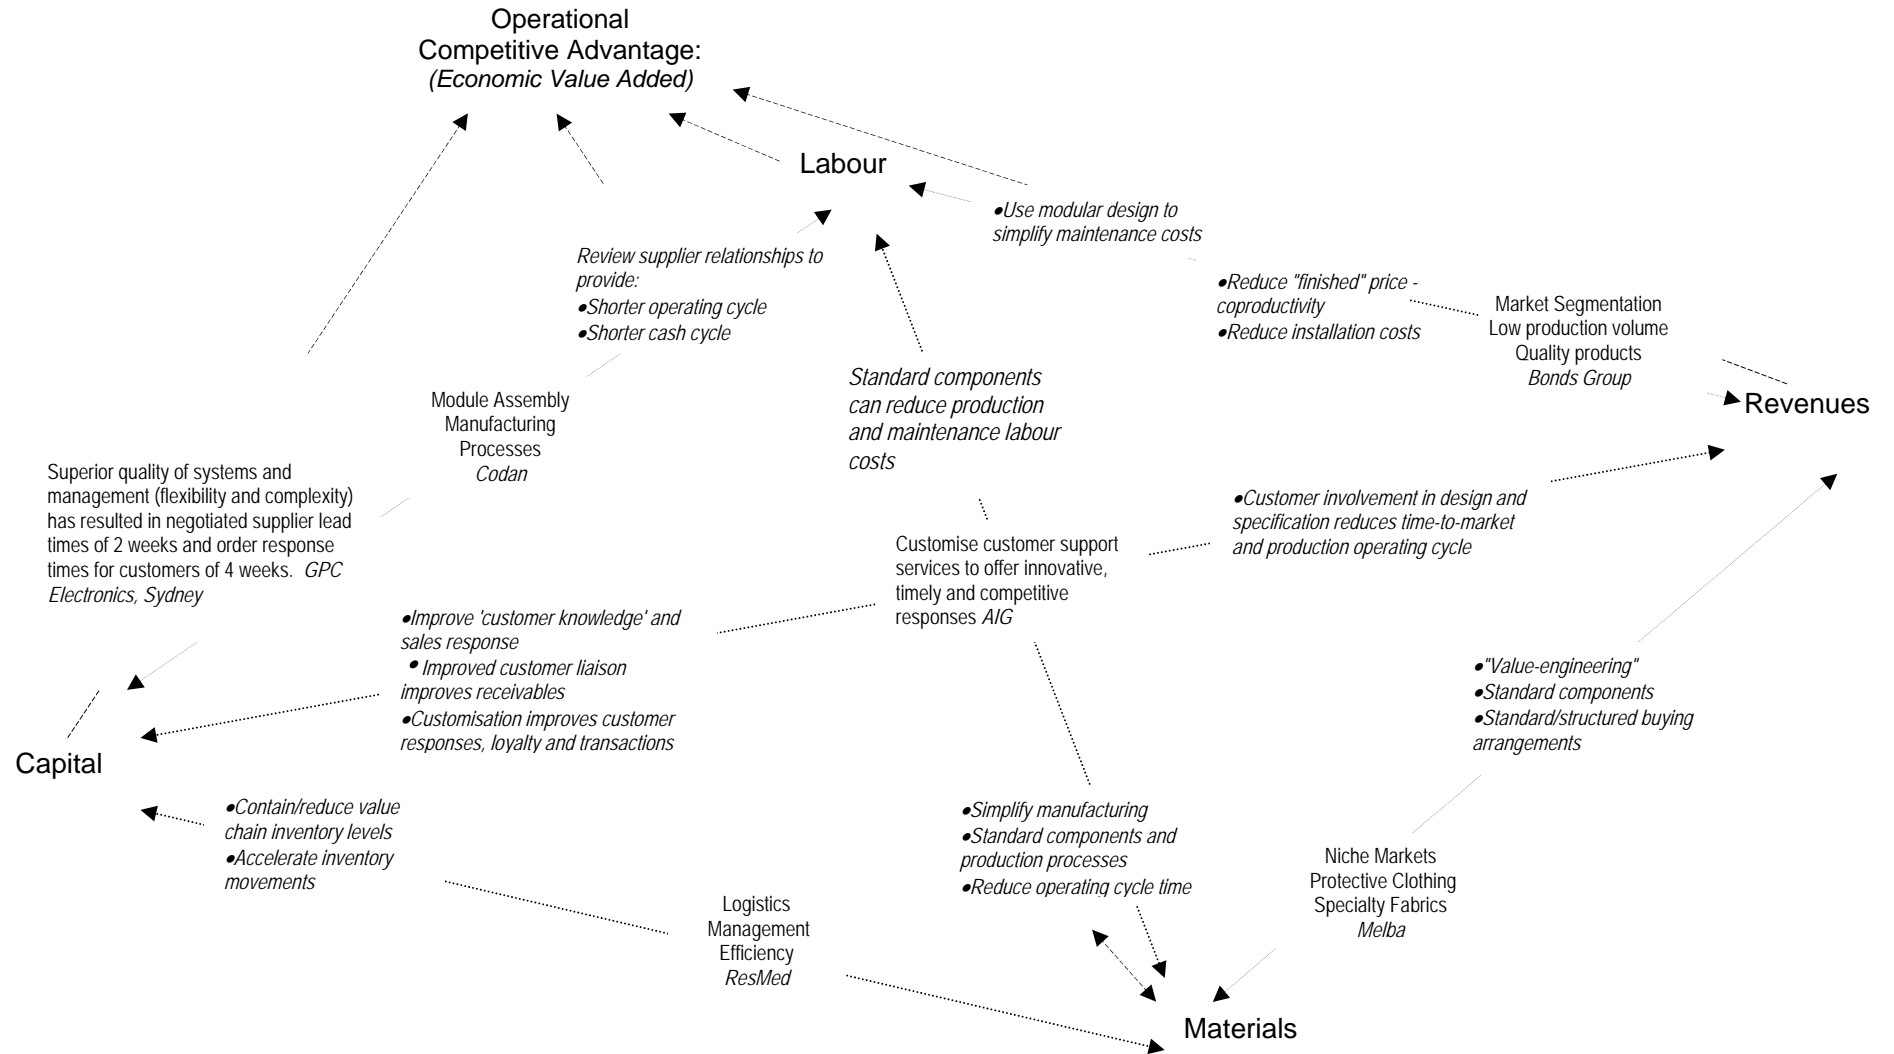 Operational
Competitive Advantage:
(Economic Value Added)
Labour
●Use modular design to
simplify maintenance costs
Review supplier relationships to
provide:
●Shorter operating cycle
●Shorter cash cycle
●Reduce "finished" price -
coproductivity
●Reduce installation costs
Market Segmentation
Low production volume
Quality products
Bonds Group
Revenues
Standard components
can reduce production
and maintenance labour
costs
Module Assembly
Manufacturing
Processes
Codan
Superior quality of systems and
management (flexibility and complexity)
has resulted in negotiated supplier lead
times of 2 weeks and order response
times for customers of 4 weeks. GPC
Electronics, Sydney
●Customer involvement in design and
specification reduces time-to-market
and production operating cycle
Customise customer support
services to offer innovative,
timely and competitive
responses AIG
●Improve 'customer knowledge' and
sales response
● Improved customer liaison
improves receivables
●Customisation improves customer
responses, loyalty and transactions
●"Value-engineering"
●Standard components
●Standard/structured buying
arrangements
Capital
●Contain/reduce value
chain inventory levels
●Accelerate inventory
movements
●Simplify manufacturing
●Standard components and
production processes
●Reduce operating cycle time
Niche Markets
Protective Clothing
Specialty Fabrics
Melba
Logistics
Management
Efficiency
ResMed
Materials